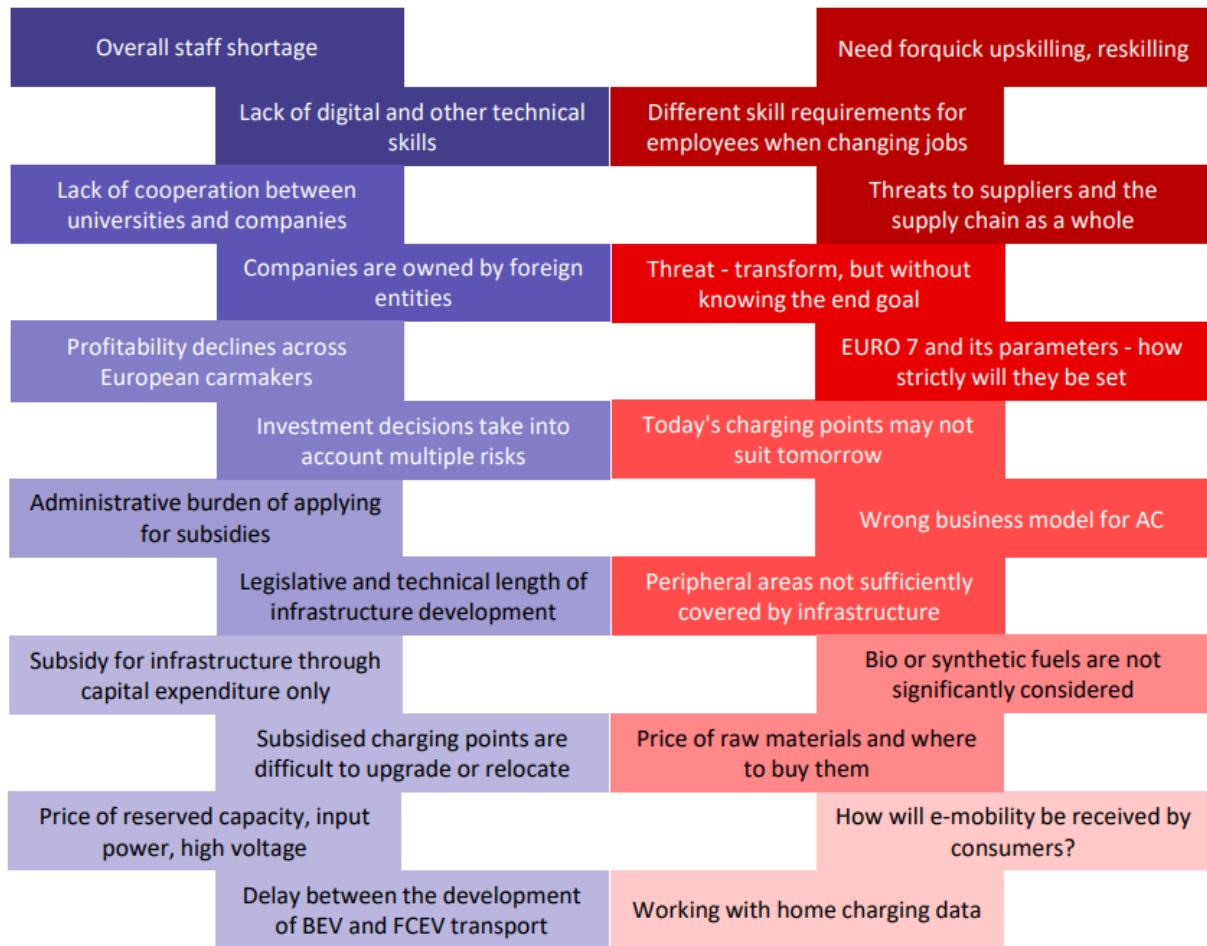 Overall staff shortage
Need forquick upskilling, reskilling
Lack of digital and other technical
skills
Different skill requirements for
employees when changing jobs
Lack of cooperation between
universities and companies
Threats to suppliers and the
supply chain as a whole
Companies are owned by foreign
entities
Threat - transform, but without
knowing the end goal
Profitability declines across
European carmakers
EURO 7 and its parameters - how
strictly will they be set
Investment decisions take into
account multiple risks
Today's charging points may not
suit tomorrow
Administrative burden of applying
for subsidies
Wrong business model for AC
Legislative and technical length of
infrastructure development
Peripheral areas not sufficiently
covered by infrastructure
Subsidy for infrastructure through
capital expenditure only
Bio or synthetic fuels are not
significantly considered
Subsidised charging points are
difficult to upgrade or relocate
Price of raw materials and where
to buy them
Price of reserved capacity, input
power, high voltage
How will e-mobility be received by
consumers?
Delay between the development
of BEV and FCEV transport
Working with home charging data